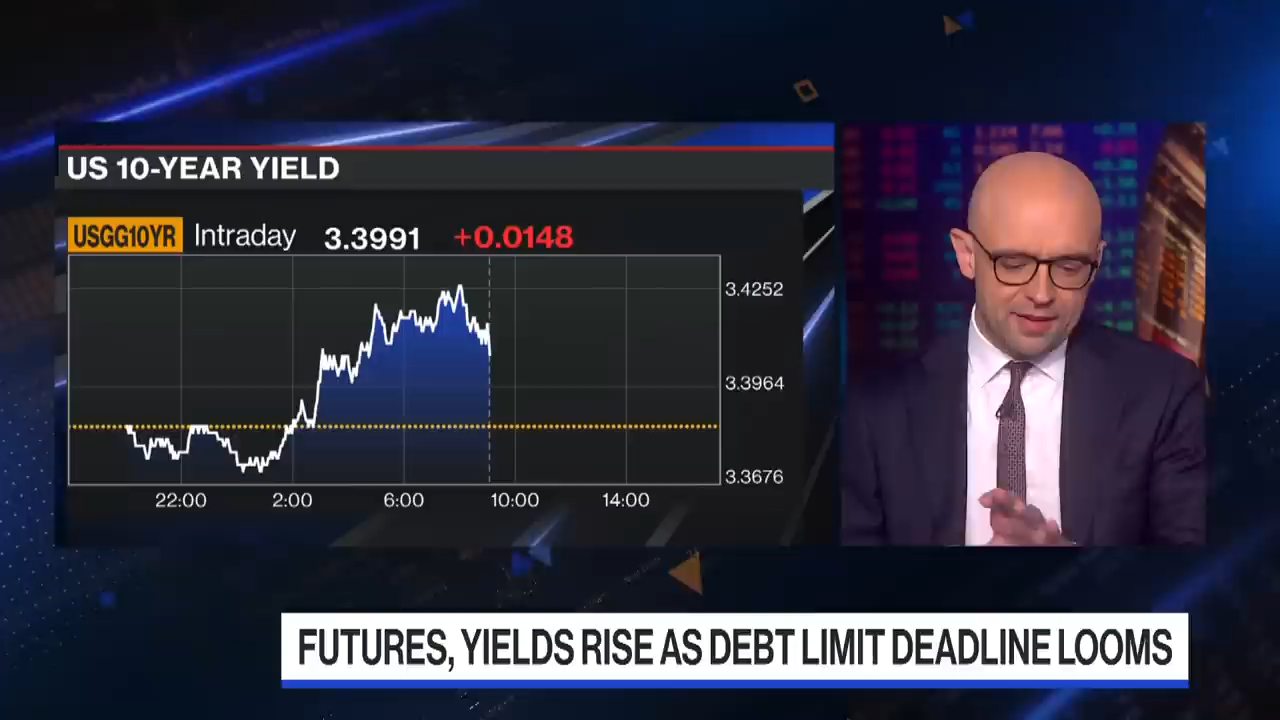 US 10-YEAR YIELD
USGG10YR Intraday 3.3991 +0.0148
3.4252
3.3964
3.3676
22:00 2:00 6:00 10:00 14:00
FUTURES, YIELDS RISE AS DEBT LIMIT DEADLINE LOOMS